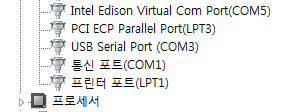 Intel Edison Virtual Com Port(COM5)
PCI ECP Parallel Port(LPT3)
USB Serial Port (COM3)
통신 포트(COM1)
프린터 포트(LPT1)
프로세서